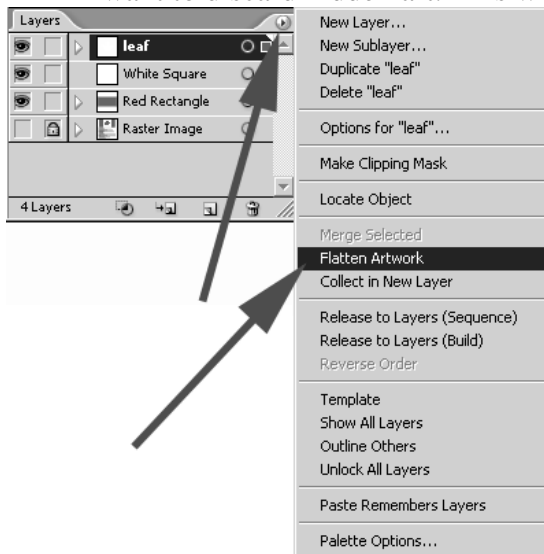 Layers
leaf
White Square
Red Rectangle
Raster Image
4 Layers
New Layer...
New Sublayer...
Duplicate "leaf"
Delete "leaf"
Options for "leaf"...
Make Clipping Mask
Locate Object
Merge Selected
Flatten Artwork
Collect in New Layer
Release to Layers (Sequence)
Release to Layers (Build)
Reverse Order
Template
Show All Layers
Outline Others
Unlock All Layers
Paste Remembers Layers
Palette Options...